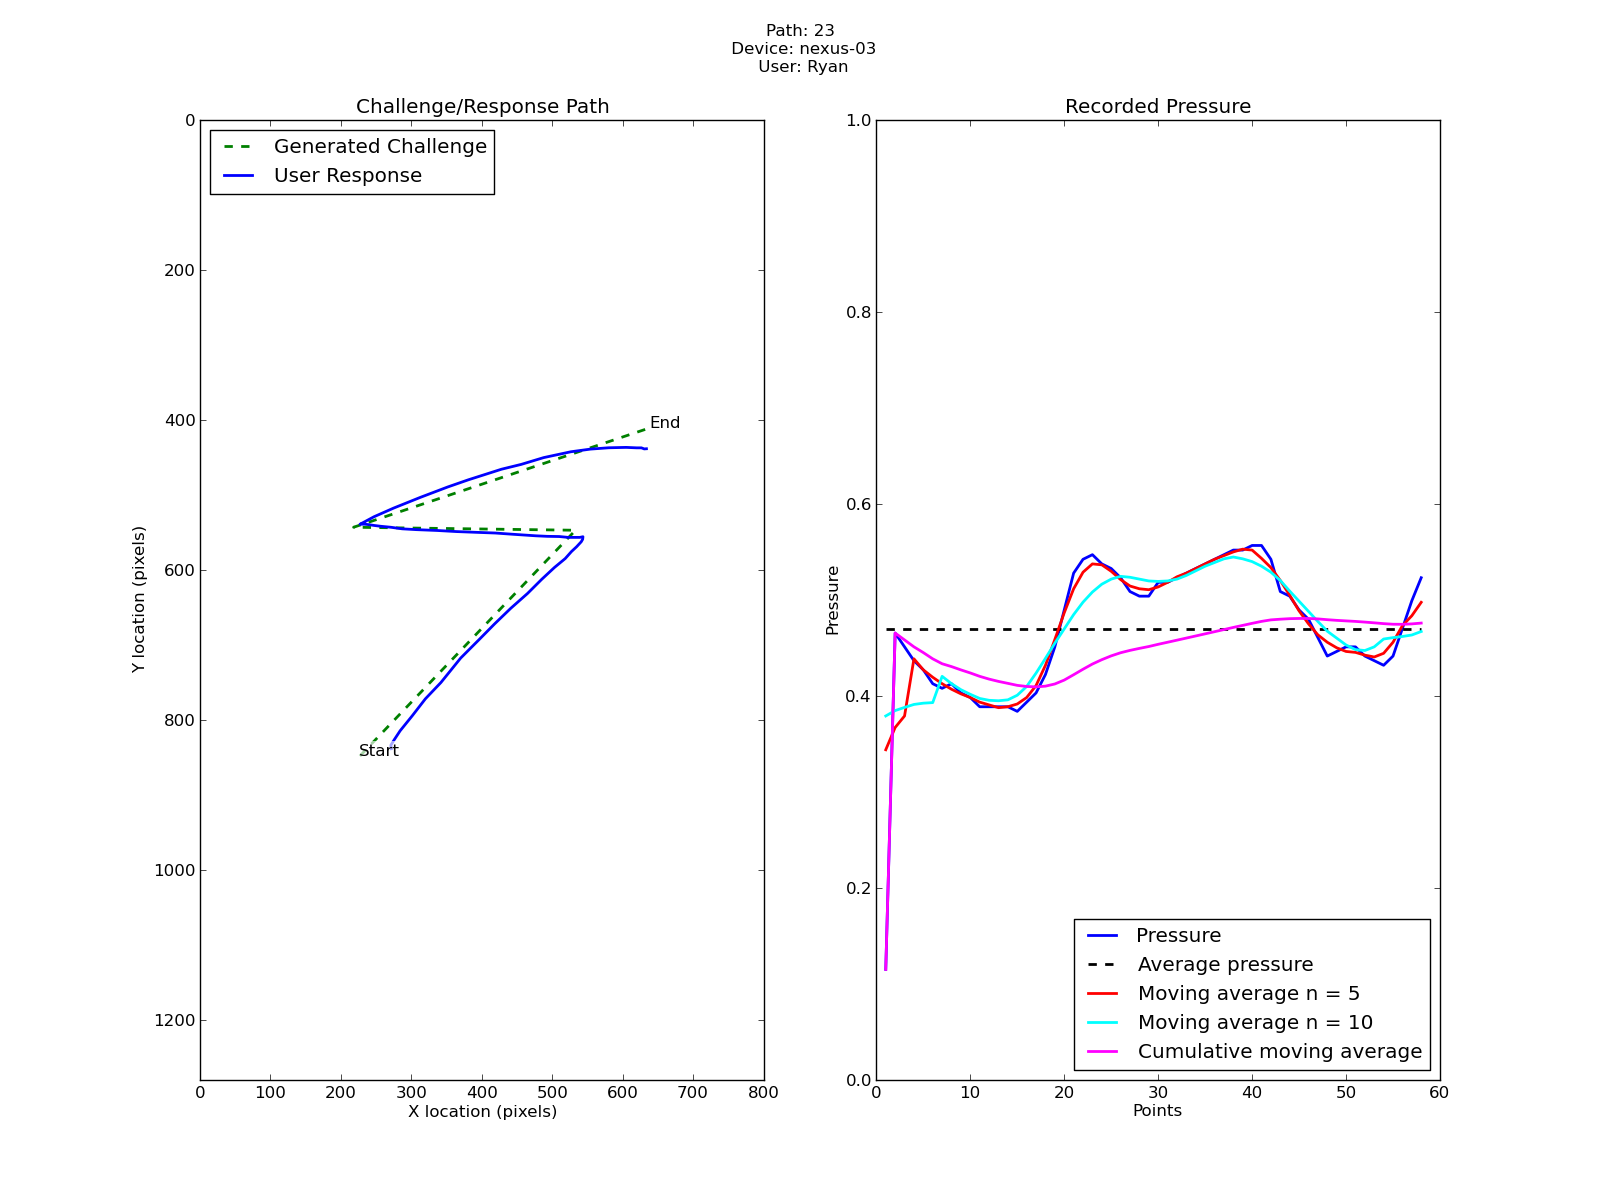 Path: 23
Device: nexus-03
User: Ryan
Challenge/Response Path
Generated Challenge
User Response
0
200
400
600
800
1000
1200
Y location (pixels)
End
Start
0 100 200 300 400 500 600 700 800
X location (pixels)
Recorded Pressure
1.0
0.8
0.6
0.4
0.2
0.0
Pressure
Pressure
Average pressure
Moving average n = 5
Moving average n = 10
Cumulative moving average
0 10 20 30 40 50 60
Points